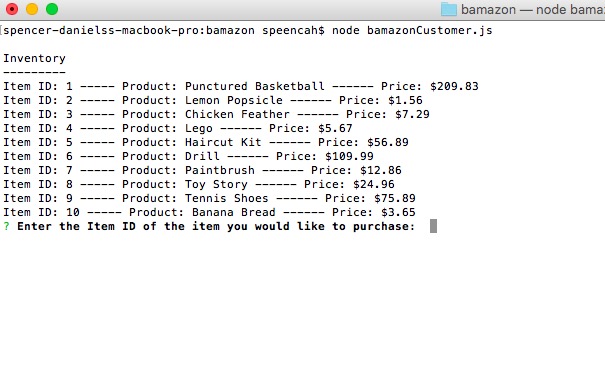 bamazon — node bama
[spencer-danielss-macbook-pro:bamazon speencah$ node bamazonCustomer.js
Inventory
---------
Item ID: 1 ----- Product: Punctured Basketball ------ Price: $209.83
Item ID: 2 ----- Product: Lemon Popsicle ------ Price: $1.56
Item ID: 3 ----- Product: Chicken Feather ------ Price: $7.29
Item ID: 4 ----- Product: Lego ------ Price: $5.67
Item ID: 5 ----- Product: Haircut Kit ------ Price: $56.89
Item ID: 6 ----- Product: Drill ------ Price: $109.99
Item ID: 7 ----- Product: Paintbrush ------ Price: $12.86
Item ID: 8 ----- Product: Toy Story ------ Price: $24.96
Item ID: 9 ----- Product: Tennis Shoes ------ Price: $75.89
Item ID: 10 ----- Product: Banana Bread ------ Price: $3.65
? Enter the Item ID of the item you would like to purchase: